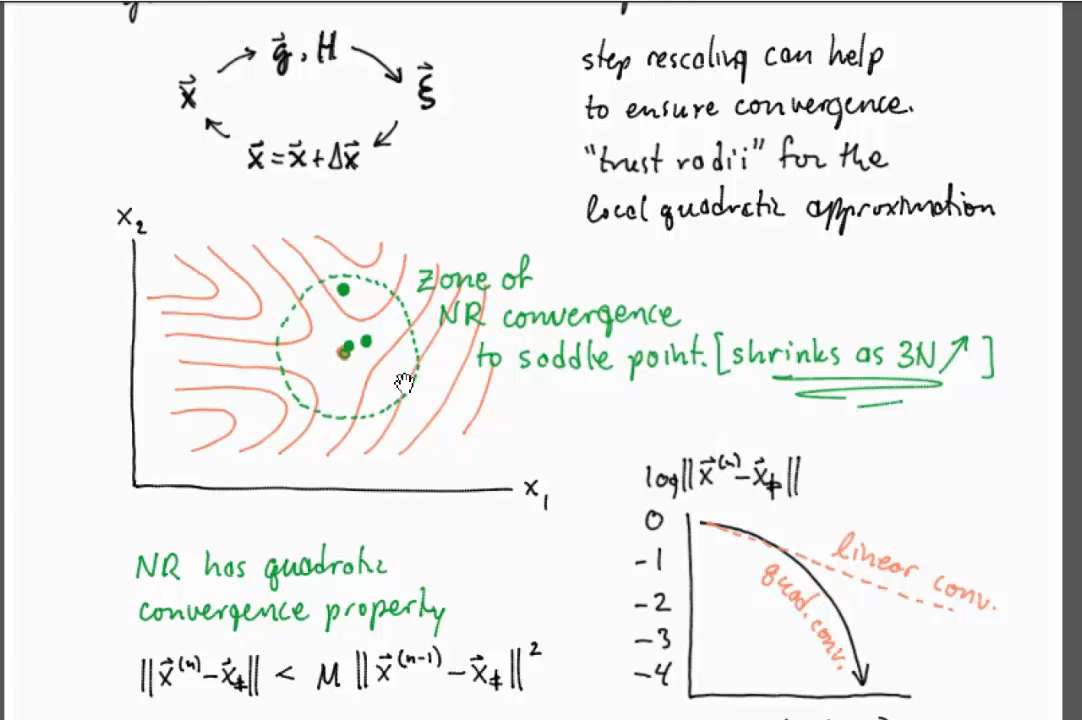 g⃗, H
x⃗
ξ⃗
x⃗ = x⃗ + Δx⃗
step rescaling can help
to ensure convergence.
"trust radii" for the
local quadratic approximation
x₂
zone of
NR convergence
to saddle point. [shrinks as 3N ↗]
x₁
NR has quadratic
convergence property
||x⃗⁽ⁿ⁾ - x⃗‡|| < M ||x⃗⁽ⁿ⁻¹⁾ - x⃗‡||²
log||x⃗⁽ⁿ⁾ - x⃗‡||
0
-1
-2
-3
-4
linear conv.
quad. conv.